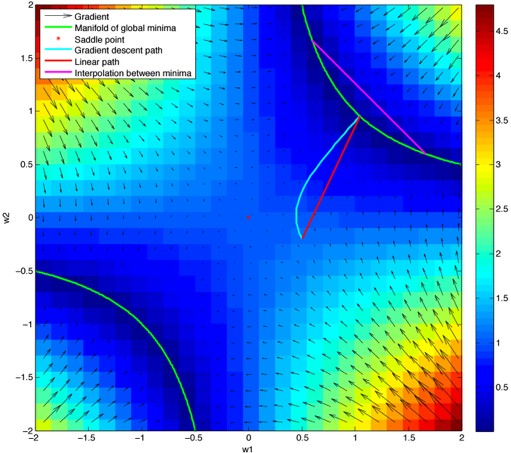 Gradient
Manifold of global minima
Saddle point
Gradient descent path
Linear path
Interpolation between minima
2
1.5
1
0.5
0
−0.5
−1
−1.5
−2
w2
−2 −1.5 −1 −0.5 0 0.5 1 1.5 2
w1
4.5
4
3.5
3
2.5
2
1.5
1
0.5